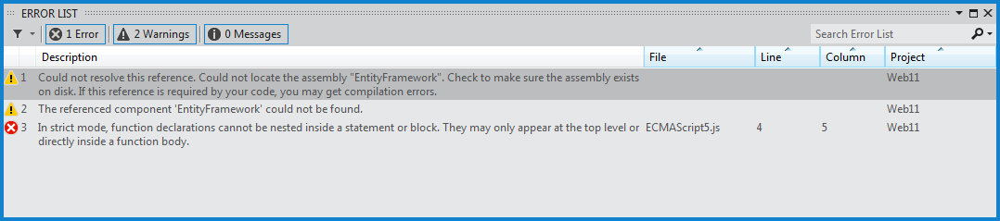 ERROR LIST
1 Error 2 Warnings 0 Messages Search Error List
Description File Line Column Project
1 Could not resolve this reference. Could not locate the assembly "EntityFramework". Check to make sure the assembly exists Web11
on disk. If this reference is required by your code, you may get compilation errors.
2 The referenced component 'EntityFramework' could not be found. Web11
3 In strict mode, function declarations cannot be nested inside a statement or block. They may only appear at the top level or ECMAScript5.js 4 5 Web11
directly inside a function body.